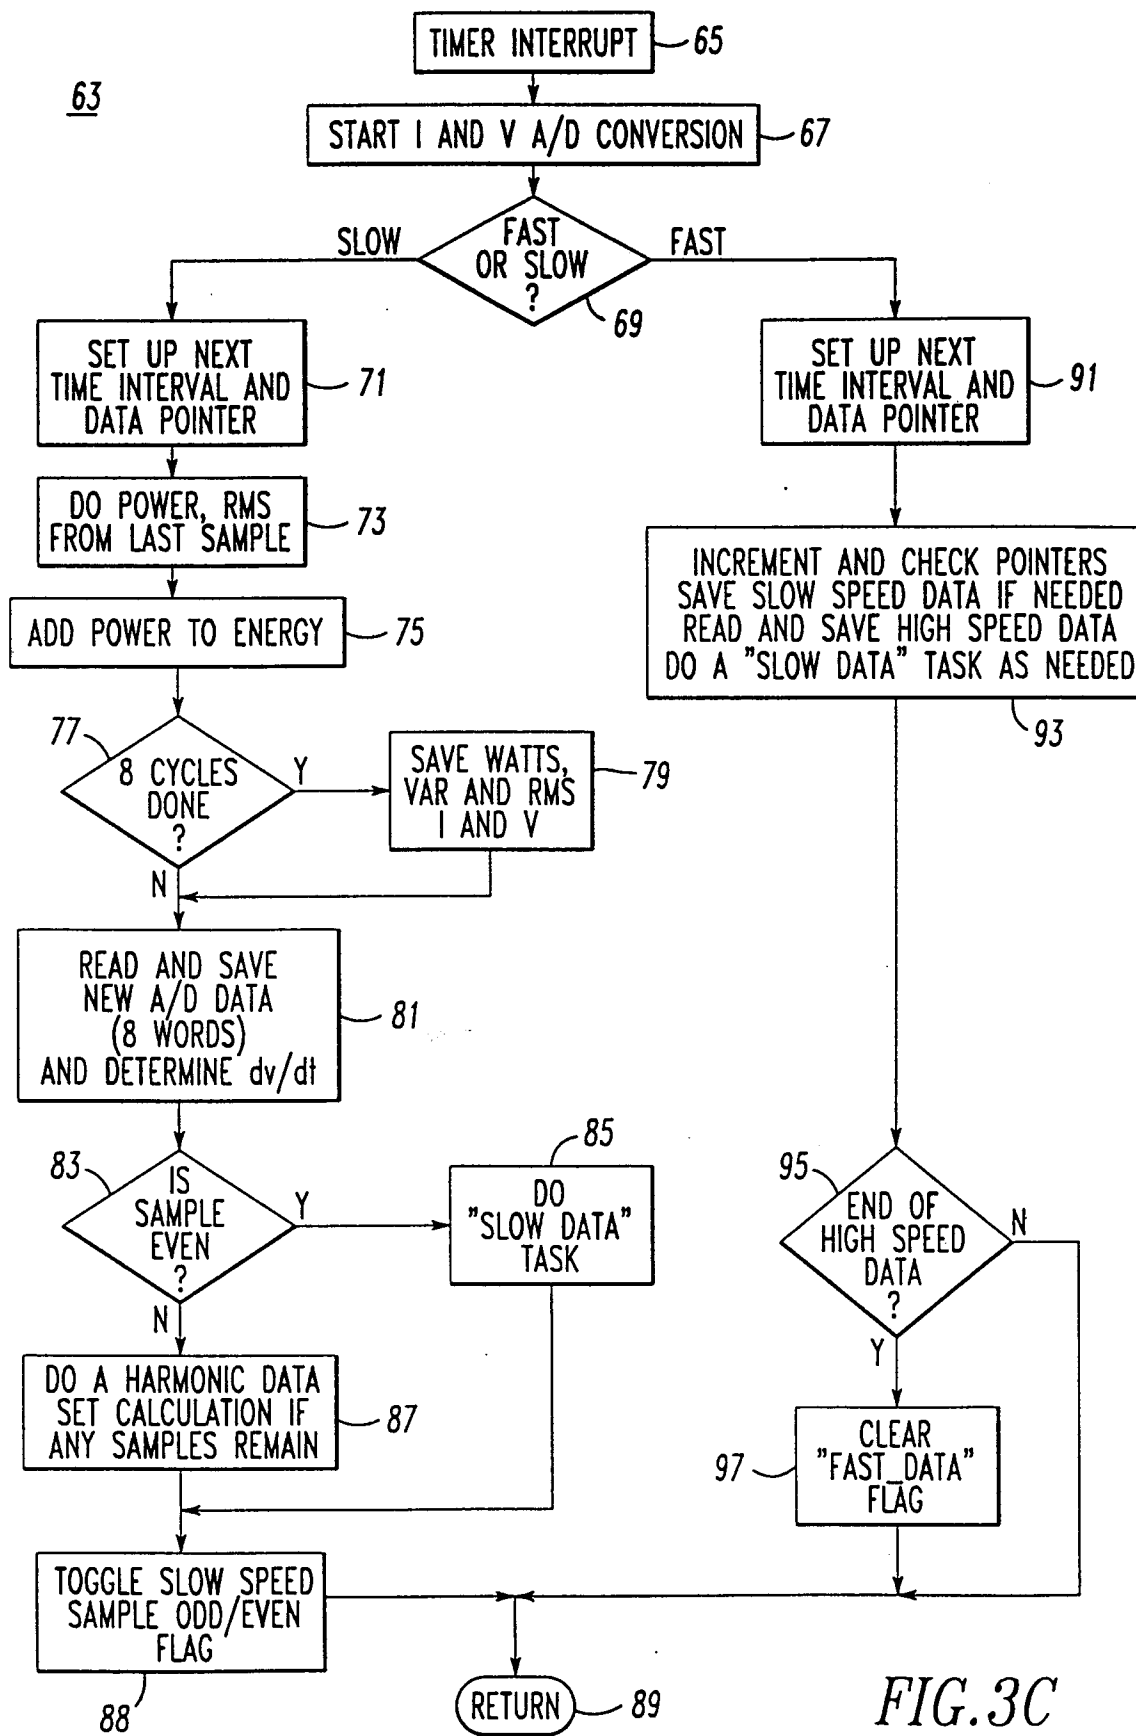 TIMER INTERRUPT
65
63
START I AND V A/D CONVERSION
67
SLOW
FAST
OR SLOW
?
FAST
69
SET UP NEXT
TIME INTERVAL AND
DATA POINTER
71
SET UP NEXT
TIME INTERVAL AND
DATA POINTER
91
DO POWER, RMS
FROM LAST SAMPLE
73
INCREMENT AND CHECK POINTERS
SAVE SLOW SPEED DATA IF NEEDED
READ AND SAVE HIGH SPEED DATA
DO A "SLOW DATA" TASK AS NEEDED
93
ADD POWER TO ENERGY
75
77
8 CYCLES
DONE
?
Y
N
SAVE WATTS,
VAR AND RMS
I AND V
79
READ AND SAVE
NEW A/D DATA
(8 WORDS)
AND DETERMINE dv/dt
81
83
IS
SAMPLE
EVEN
?
Y
N
85
DO
"SLOW DATA"
TASK
95
END OF
HIGH SPEED
DATA
?
N
Y
DO A HARMONIC DATA
SET CALCULATION IF
ANY SAMPLES REMAIN
87
97
CLEAR
"FAST_DATA"
FLAG
TOGGLE SLOW SPEED
SAMPLE ODD/EVEN
FLAG
88
RETURN
89
FIG.3C